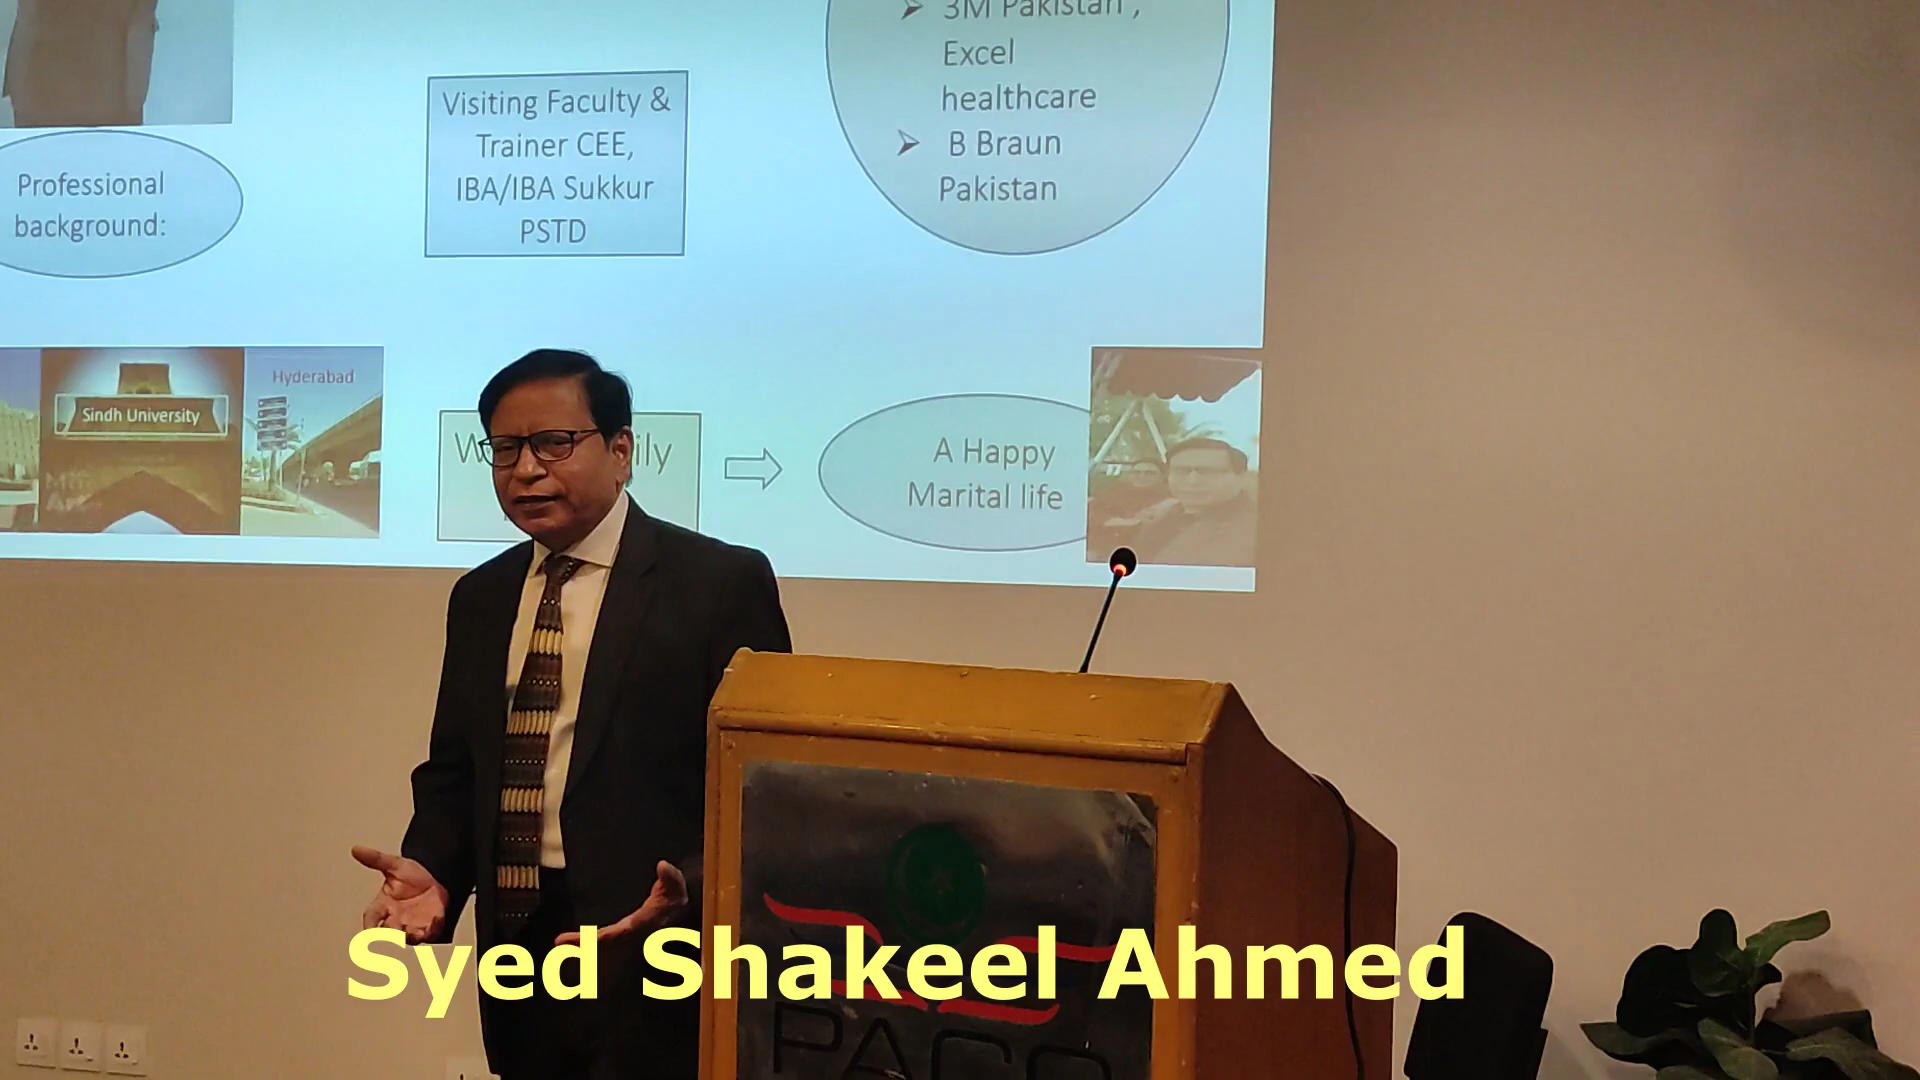 3M Pakistan ,
Excel
healthcare
B Braun
Pakistan
Visiting Faculty &
Trainer CEE,
IBA/IBA Sukkur
PSTD
Professional
background:
Hyderabad
Sindh University
A Happy
Marital life
Syed Shakeel Ahmed